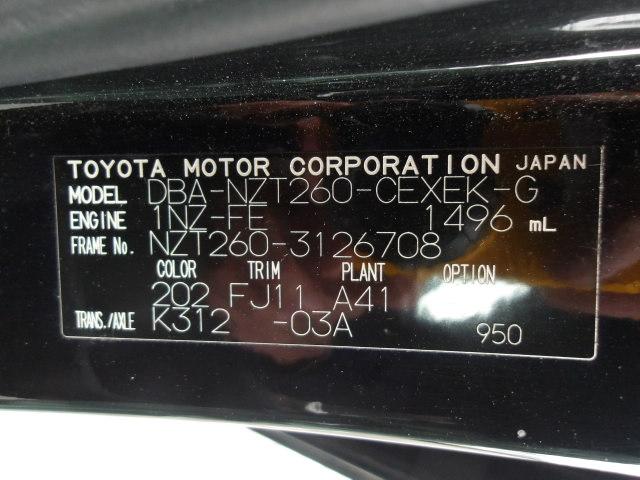 TOYOTA MOTOR CORPORATION JAPAN
MODEL DBA-NZT260-CEXEK-G
ENGINE 1NZ-FE 1496 mL
FRAME No. NZT260-3126708
COLOR TRIM PLANT OPTION
202 FJ11 A41
TRANS./AXLE K312 -03A 950